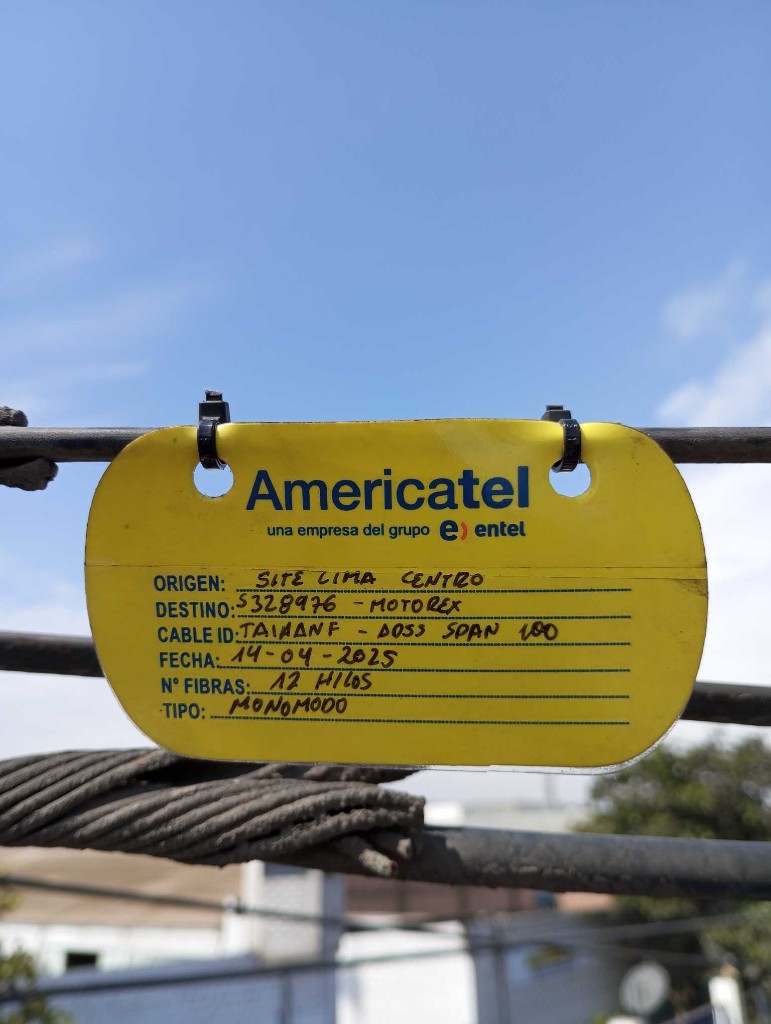 Americatel
una empresa del grupo e) entel
ORIGEN: SITE LIMA CENTRO
DESTINO: S328976 - MOTOREX
CABLE ID: TAIHANF - ADSS SPAN 100
FECHA: 14-04-2025
N° FIBRAS: 12 HILOS
TIPO: MONOMODO